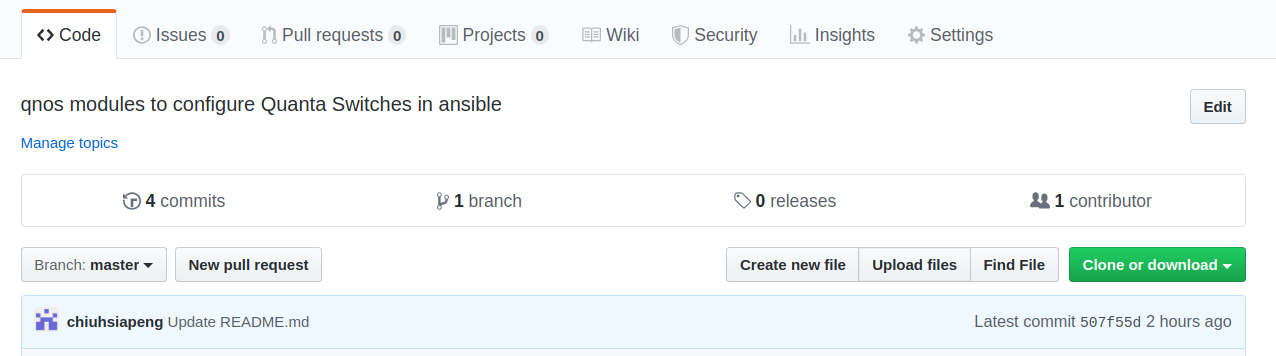 Code Issues 0 Pull requests 0 Projects 0 Wiki Security Insights Settings
qnos modules to configure Quanta Switches in ansible Edit
Manage topics
4 commits 1 branch 0 releases 1 contributor
Branch: master New pull request Create new file Upload files Find File Clone or download
chiuhsiapeng Update README.md Latest commit 507f55d 2 hours ago